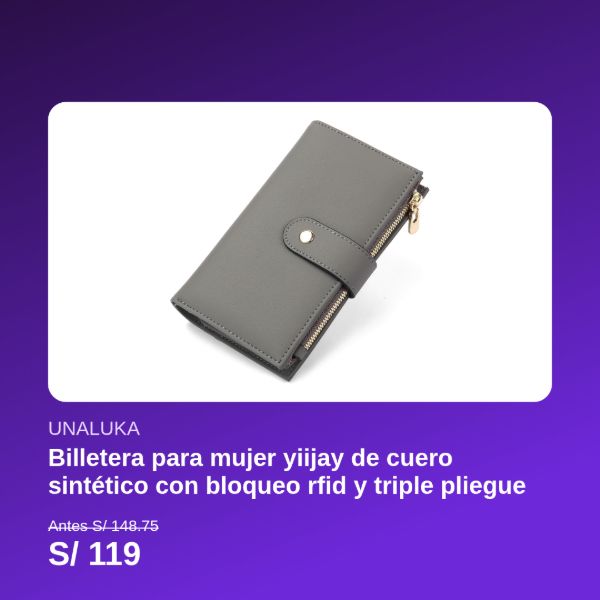 UNALUKA
Billetera para mujer yiijay de cuero
sintético con bloqueo rfid y triple pliegue
Antes S/ 148.75
S/ 119